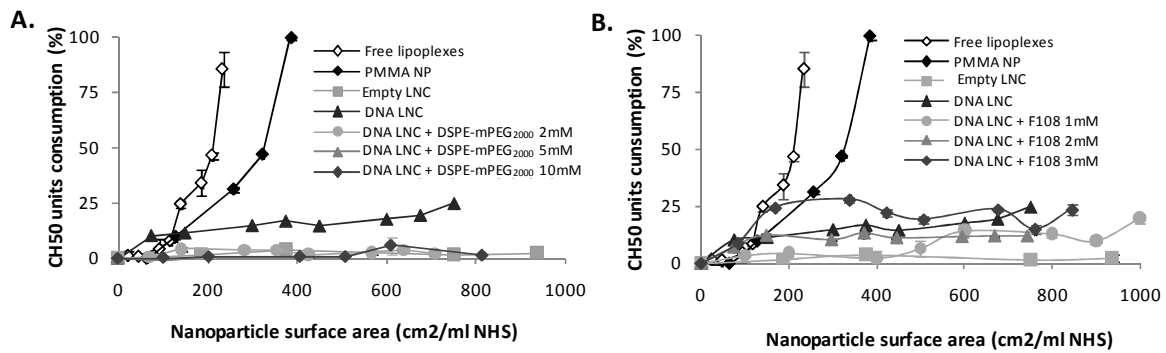 A.
CH50 units consumption (%)
100
75
50
25
0
0 200 400 600 800 1000
Nanoparticle surface area (cm2/ml NHS)
Free lipoplexes
PMMA NP
Empty LNC
DNA LNC
DNA LNC + DSPE-mPEG2000 2mM
DNA LNC + DSPE-mPEG2000 5mM
DNA LNC + DSPE-mPEG2000 10mM
B.
CH50 units cunsumption (%)
100
75
50
25
0
0 200 400 600 800 1000
Nanoparticle surface area (cm2/ml NHS)
Free lipoplexes
PMMA NP
Empty LNC
DNA LNC
DNA LNC + F108 1mM
DNA LNC + F108 2mM
DNA LNC + F108 3mM